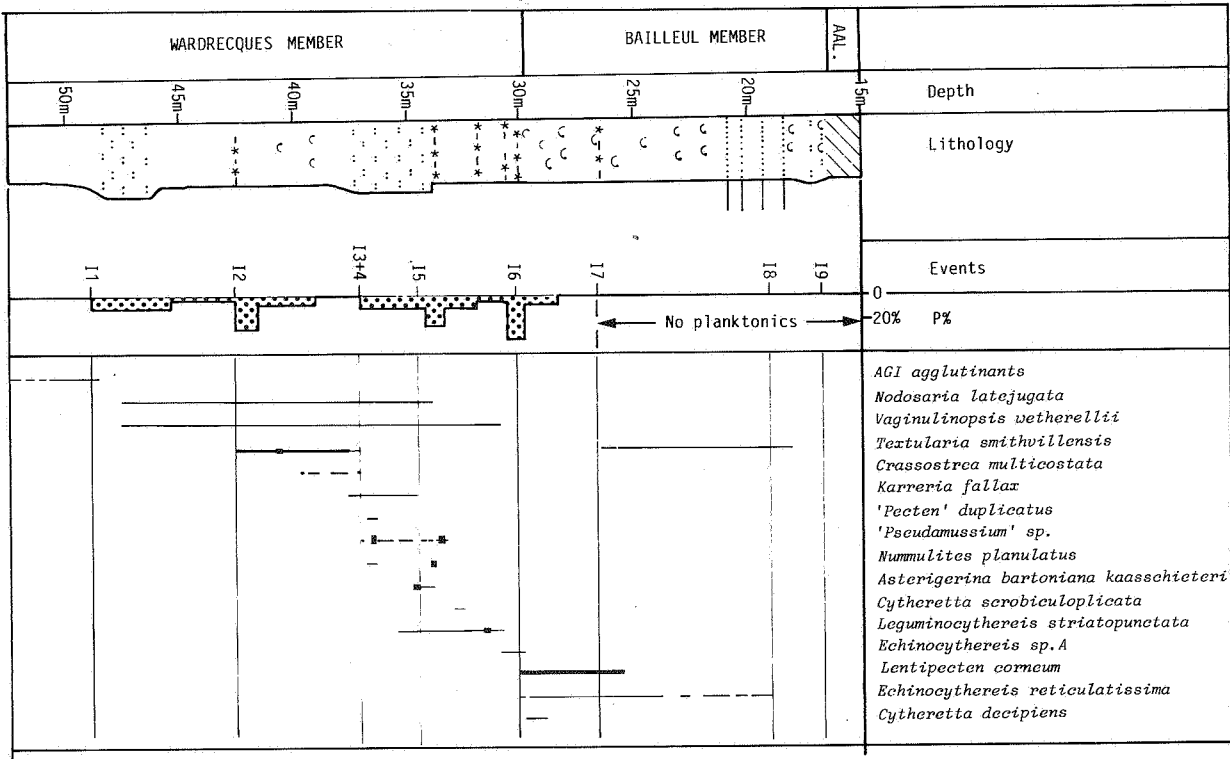 WARDRECQUES MEMBER
BAILLEUL MEMBER
AAL.
50m
45m
40m
35m
30m
25m
20m
15m
Depth
Lithology
I1
I2
I3+4
I5
I6
I7
I8
I9
Events
0
20% P%
No planktonics
AGI agglutinants
Nodosaria latejugata
Vaginulinopsis wetherellii
Textularia smithvillensis
Crassostrea multicostata
Karreria fallax
'Pecten' duplicatus
'Pseudamussium' sp.
Nummulites planulatus
Asterigerina bartoniana kaasschieteri
Cytheretta scrobiculoplicata
Leguminocythereis striatopunctata
Echinocythereis sp.A
Lentipecten corneum
Echinocythereis reticulatissima
Cytheretta decipiens